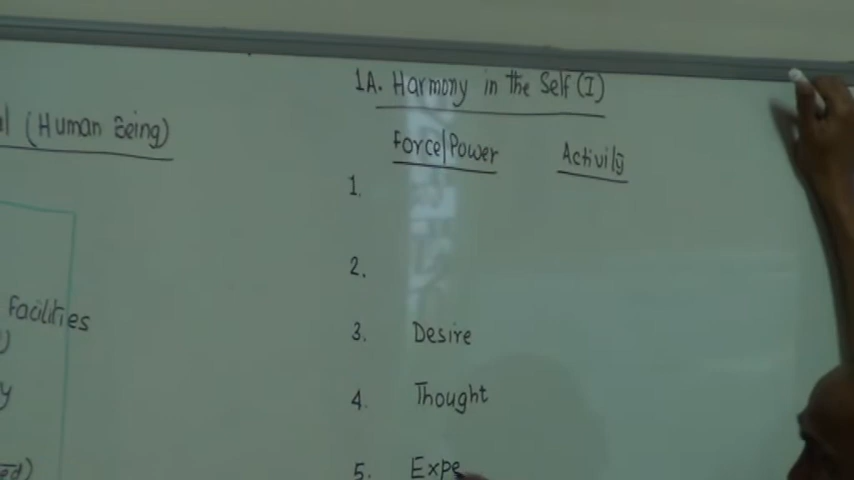 (Human Being)
Facilities
1A. Harmony in the Self (I)
Force/Power Activity
1.
2.
3. Desire
4. Thought
5. Expe